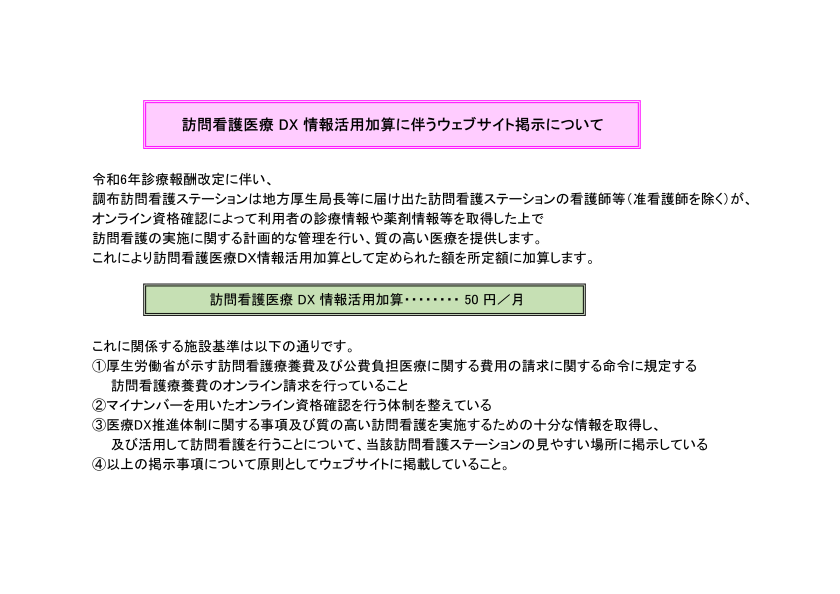 訪問看護医療 DX 情報活用加算に伴うウェブサイト掲示について
令和6年診療報酬改定に伴い、
調布訪問看護ステーションは地方厚生局長等に届け出た訪問看護ステーションの看護師等（准看護師を除く）が、
オンライン資格確認によって利用者の診療情報や薬剤情報等を取得した上で
訪問看護の実施に関する計画的な管理を行い、質の高い医療を提供します。
これにより訪問看護医療ＤＸ情報活用加算として定められた額を所定額に加算します。
訪問看護医療 DX 情報活用加算・・・・・・・・ 50 円／月
これに関係する施設基準は以下の通りです。
①厚生労働省が示す訪問看護療養費及び公費負担医療に関する費用の請求に関する命令に規定する
訪問看護療養費のオンライン請求を行っていること
②マイナンバーを用いたオンライン資格確認を行う体制を整えている
③医療DX推進体制に関する事項及び質の高い訪問看護を実施するための十分な情報を取得し、
及び活用して訪問看護を行うことについて、当該訪問看護ステーションの見やすい場所に掲示している
④以上の掲示事項について原則としてウェブサイトに掲載していること。